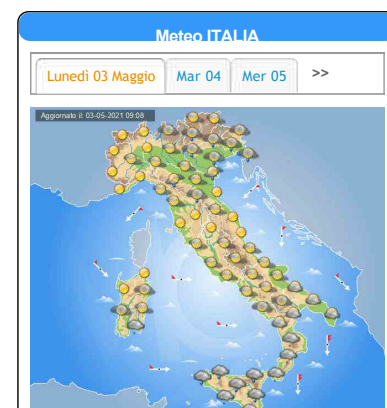 Meteo ITALIA
Lunedì 03 Maggio Mar 04 Mer 05 >>
Aggiornato il: 03-05-2021 09:08